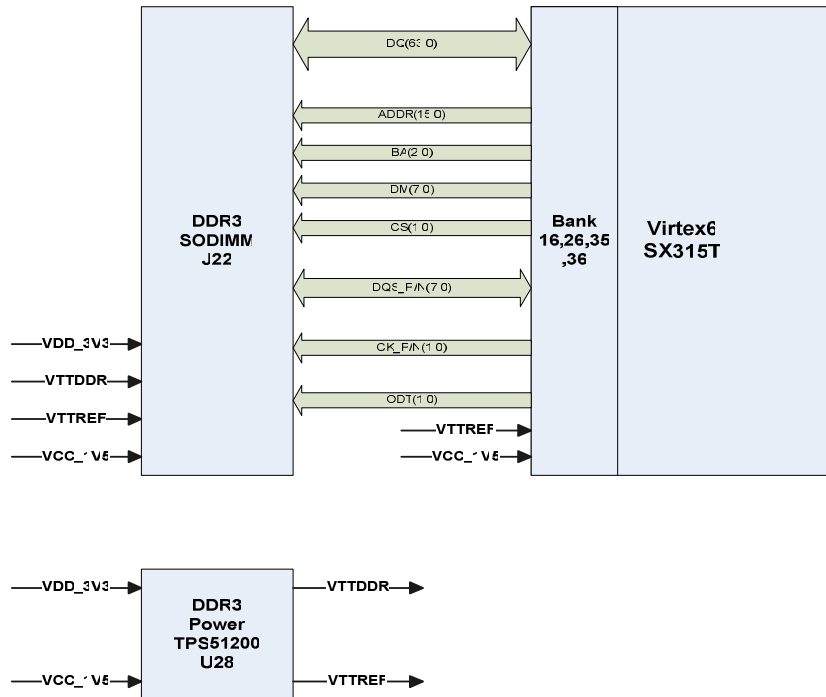 DQ(63:0)
ADDR(15:0)
BA(2:0)
DM(7:0)
CS(1:0)
DDR3
SODIMM
J22
Bank
16,26,35
,36
Virtex6
SX315T
DQS_P/N(7:0)
VDD_3V3
CK_P/N(1:0)
VTTDDR
ODT(1:0)
VTTREF
VTTREF
VCC_1V5
VCC_1V5
VDD_3V3
VTTDDR
DDR3
Power
TPS51200
U28
VCC_1V5
VTTREF